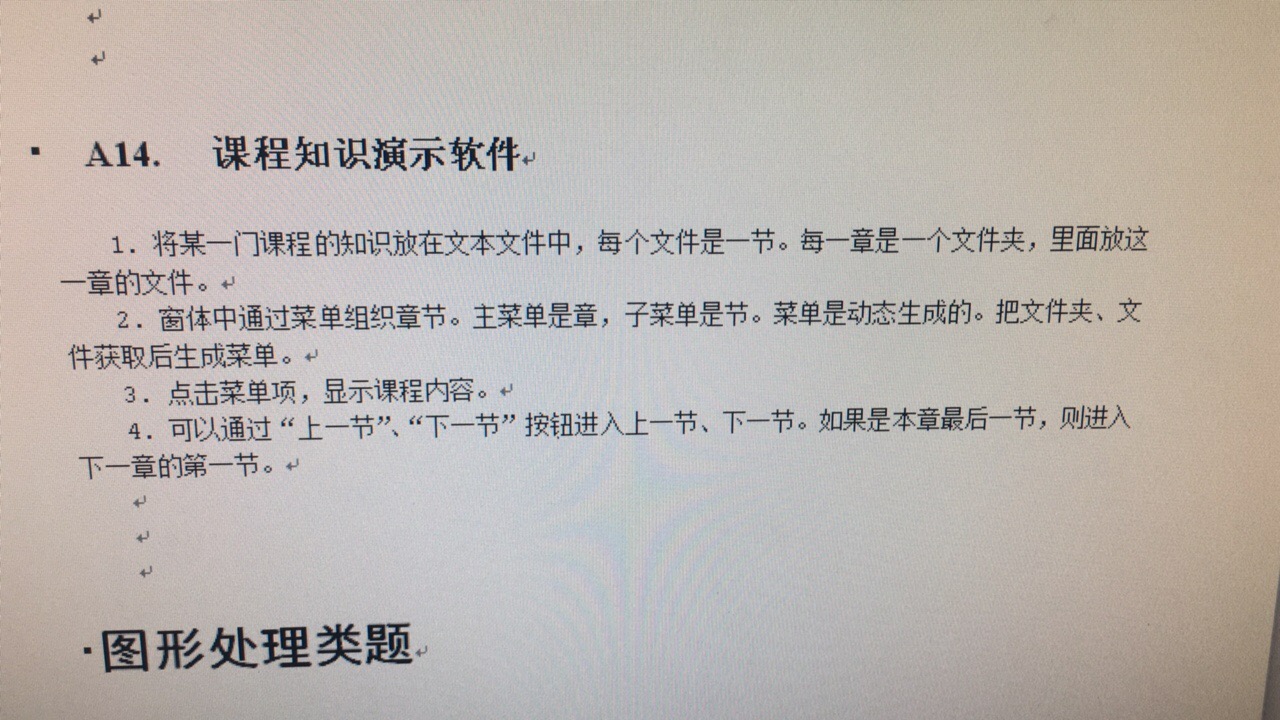 A14. 课程知识演示软件
1. 将某一门课程的知识放在文本文件中，每个文件是一节。每一章是一个文件夹，里面放这
一章的文件。
2. 窗体中通过菜单组织章节。主菜单是章，子菜单是节。菜单是动态生成的。把文件夹、文
件获取后生成菜单。
3. 点击菜单项，显示课程内容。
4. 可以通过“上一节”、“下一节”按钮进入上一节、下一节。如果是本章最后一节，则进入
下一章的第一节。
·图形处理类题